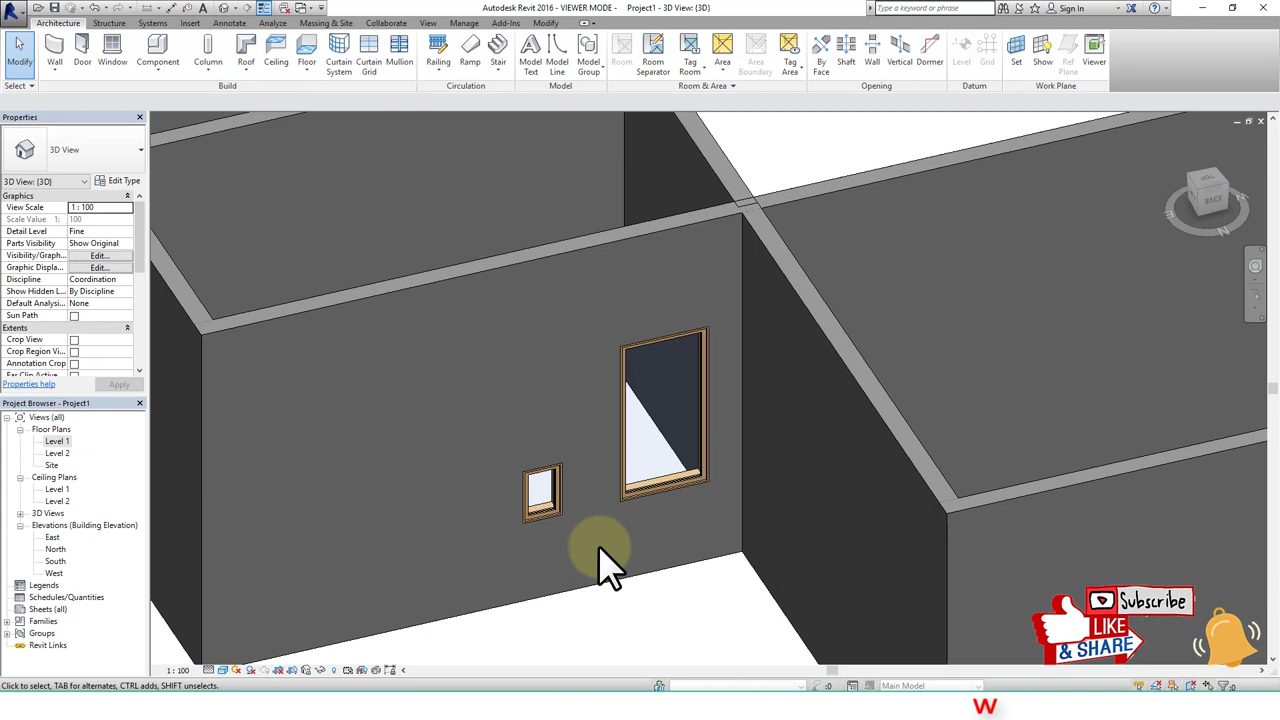 Autodesk Revit 2016 - VIEWER MODE - Project1 - 3D View: {3D}
Type a keyword or phrase
Sign In
Architecture Structure Systems Insert Annotate Analyze Massing & Site Collaborate View Manage Add-Ins Modify
Modify Wall Door Window Component Column Roof Ceiling Floor Curtain System Curtain Grid Mullion Railing Ramp Stair Model Text Model Line Model Group Room Room Separator Tag Room Area Area Boundary Tag Area By Face Shaft Wall Vertical Dormer Level Grid Set Show Ref Plane Viewer
Select Build Circulation Model Room & Area Opening Datum Work Plane
Properties
3D View
3D View: {3D} Edit Type
Graphics
View Scale 1 : 100
Scale Value 1: 100
Detail Level Fine
Parts Visibility Show Original
Visibility/Graph... Edit...
Graphic Displa... Edit...
Discipline Coordination
Show Hidden L... By Discipline
Default Analysi... None
Sun Path
Extents
Crop View
Crop Region Vi...
Annotation Crop
Far Clip Active
Properties help Apply
Project Browser - Project1
Views (all)
Floor Plans
Level 1
Level 2
Site
Ceiling Plans
Level 1
Level 2
3D Views
Elevations (Building Elevation)
East
North
South
West
Legends
Schedules/Quantities
Sheets (all)
Families
Groups
Revit Links
BACK
Subscribe
LIKE
& SHARE
1 : 100
Click to select, TAB for alternates, CTRL adds, SHIFT unselects.
:0
Main Model
:0
W